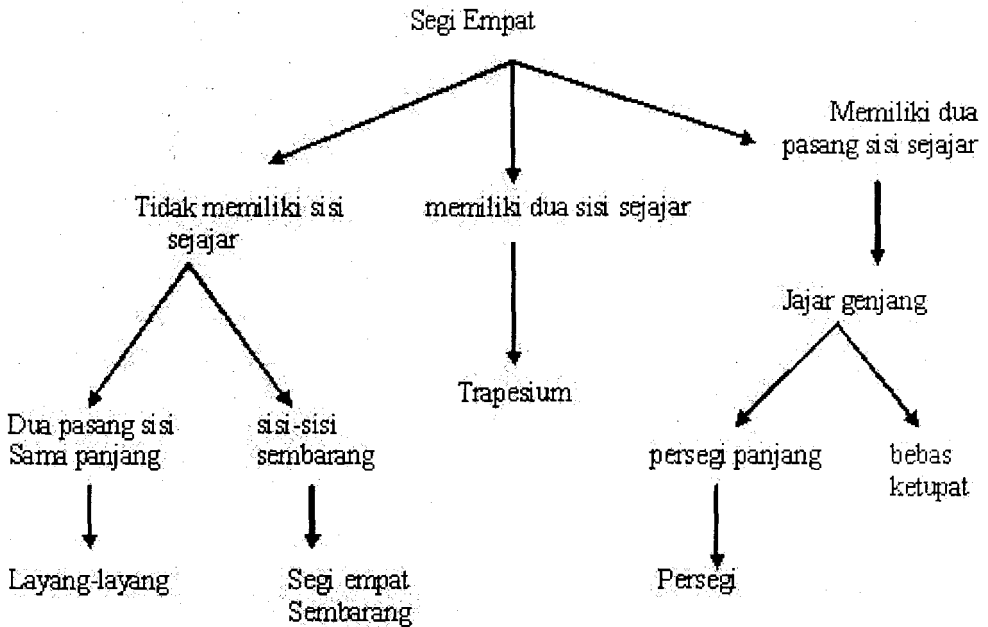 Segi Empat
Memiliki dua
pasang sisi sejajar
Tidak memiliki sisi
sejajar
memiliki dua sisi sejajar
Jajar genjang
Trapesium
Dua pasang sisi
Sama panjang
sisi-sisi
sembarang
persegi panjang
bebas
ketupat
Layang-layang
Segi empat
Sembarang
Persegi